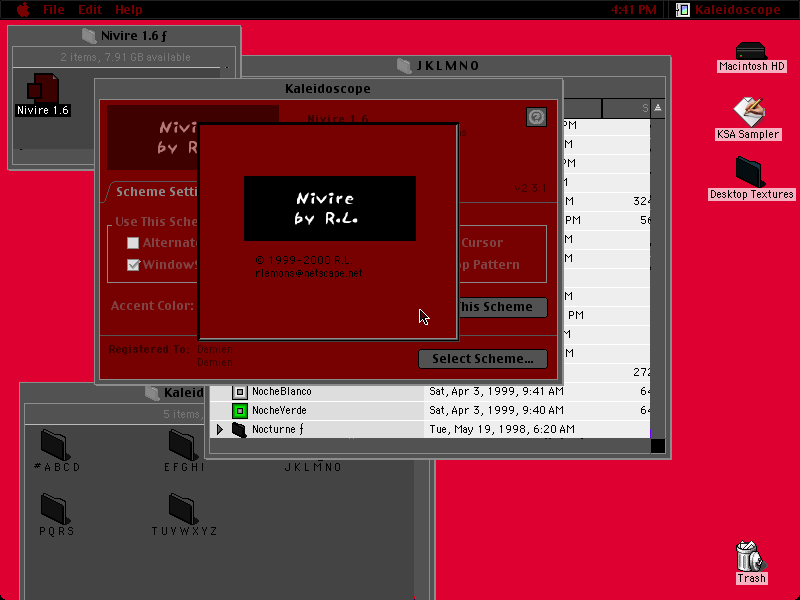 File Edit Help
4:41 PM Kaleidoscope
Nivire 1.6 ƒ
2 items, 7.91 GB available
Nivire 1.6
JKLMNO
S
Kaleidoscope
Nivire 1.6
Nivi
by R
v2.3.1
Scheme Setti
Use This Sche
Alternat
Cursor
Windows
op Pattern
Accent Color:
This Scheme
Registered To: Damien
Damien
Select Scheme...
Nivire
by R.L.
© 1999-2000 R.L.
rlemons@netscape.net
PM
M
PM
M
M 324
PM 56
M
M
M
PM
M
M
272
NocheBlanco Sat, Apr 3, 1999, 9:41 AM 64
NocheVerde Sat, Apr 3, 1999, 9:40 AM 64
Nocturne ƒ Tue, May 19, 1998, 6:20 AM
Kaleid
5 items,
#ABCD EFGHI JKLMNO
PQRS TUVWXYZ
Macintosh HD
KSA Sampler
Desktop Textures
Trash